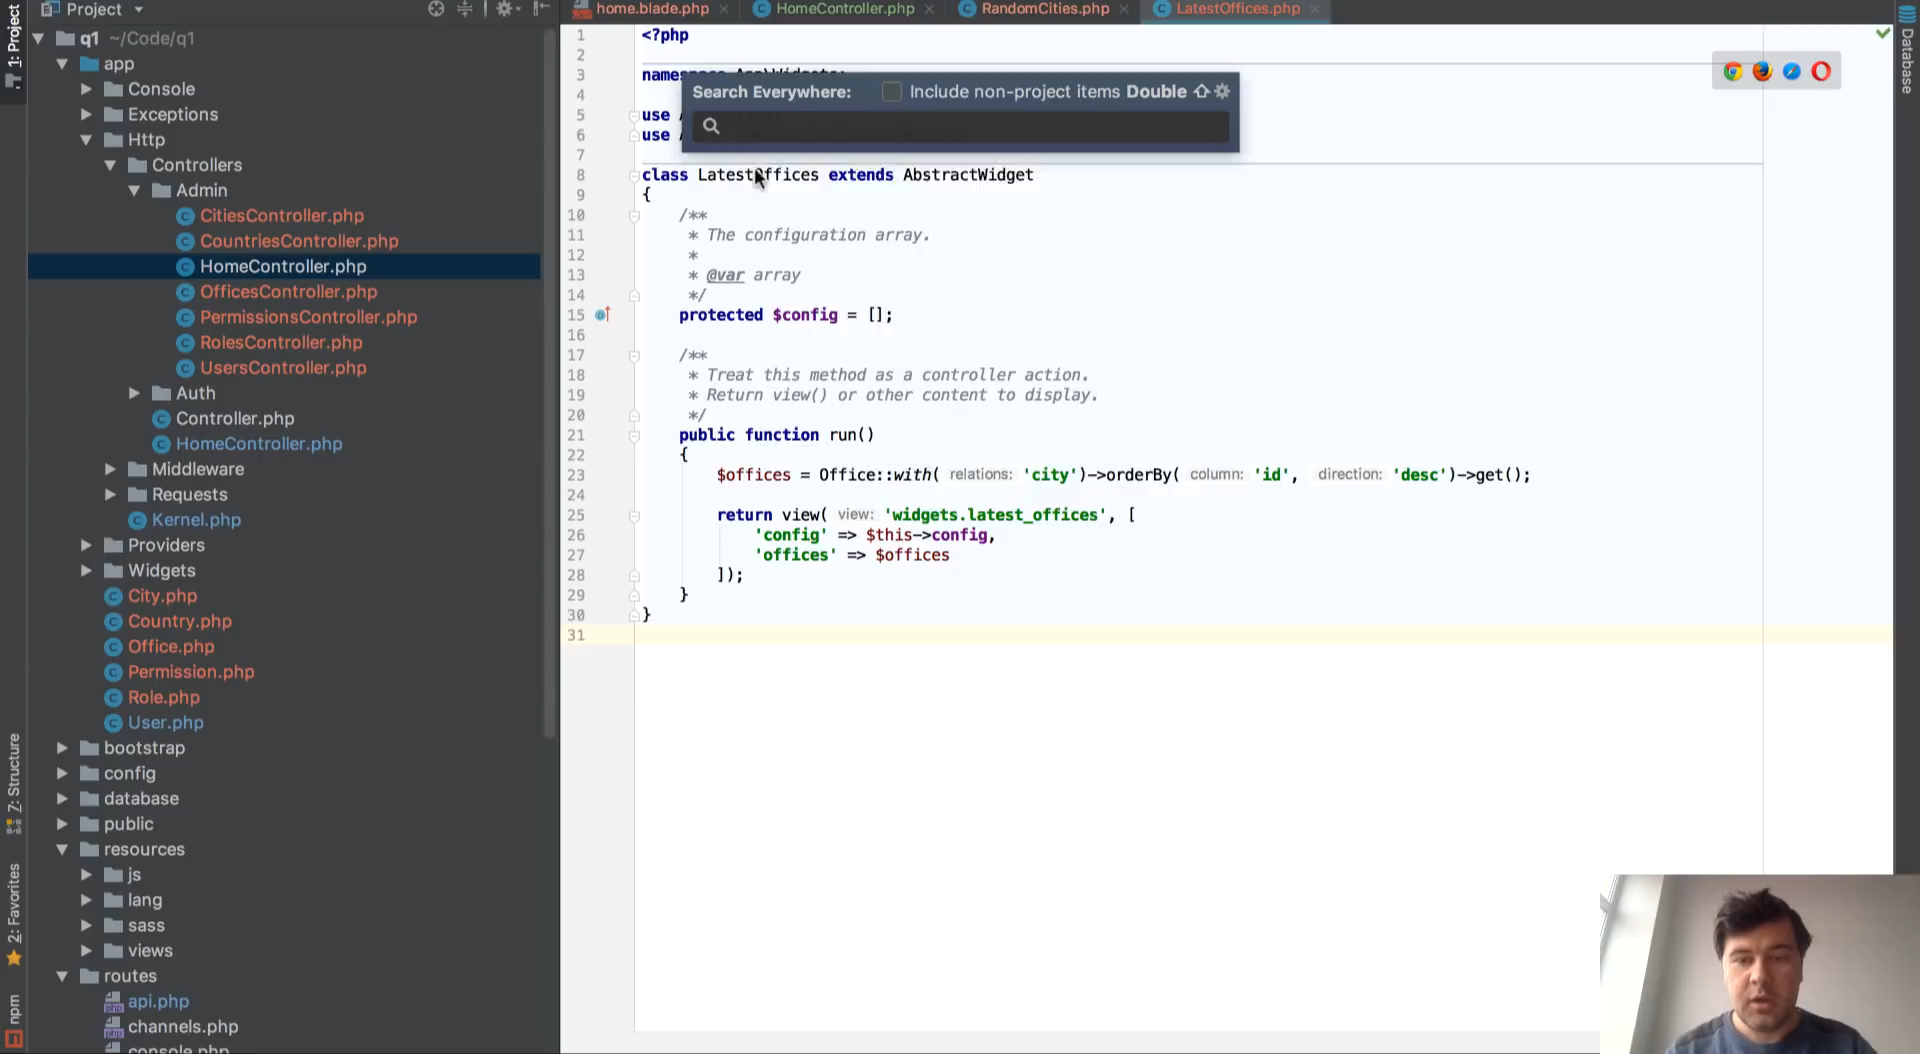 Project
home.blade.php
HomeController.php
RandomCities.php
LatestOffices.php
1: Project
7: Structure
2: Favorites
npm
Database
q1 ~/Code/q1
app
Console
Exceptions
Http
Controllers
Admin
CitiesController.php
CountriesController.php
HomeController.php
OfficesController.php
PermissionsController.php
RolesController.php
UsersController.php
Auth
Controller.php
HomeController.php
Middleware
Requests
Kernel.php
Providers
Widgets
City.php
Country.php
Office.php
Permission.php
Role.php
User.php
bootstrap
config
database
public
resources
js
lang
sass
views
routes
api.php
channels.php
console.php
Search Everywhere: Include non-project items Double
1 <?php
2
3
4
5 use
6 use
7
8 class LatestOffices extends AbstractWidget
9 {
10 /**
11 * The configuration array.
12 *
13 * @var array
14 */
15 protected $config = [];
16
17 /**
18 * Treat this method as a controller action.
19 * Return view() or other content to display.
20 */
21 public function run()
22 {
23 $offices = Office::with( relations: 'city')->orderBy( column: 'id', direction: 'desc')->get();
24
25 return view( view: 'widgets.latest_offices', [
26 'config' => $this->config,
27 'offices' => $offices
28 ]);
29 }
30 }
31